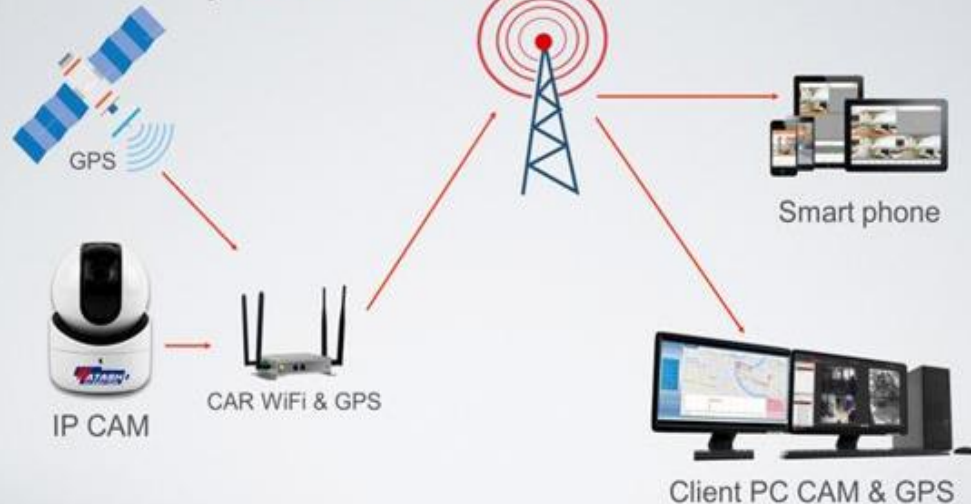 GPS
Smart phone
CAR WiFi & GPS
IP CAM
Client PC CAM & GPS